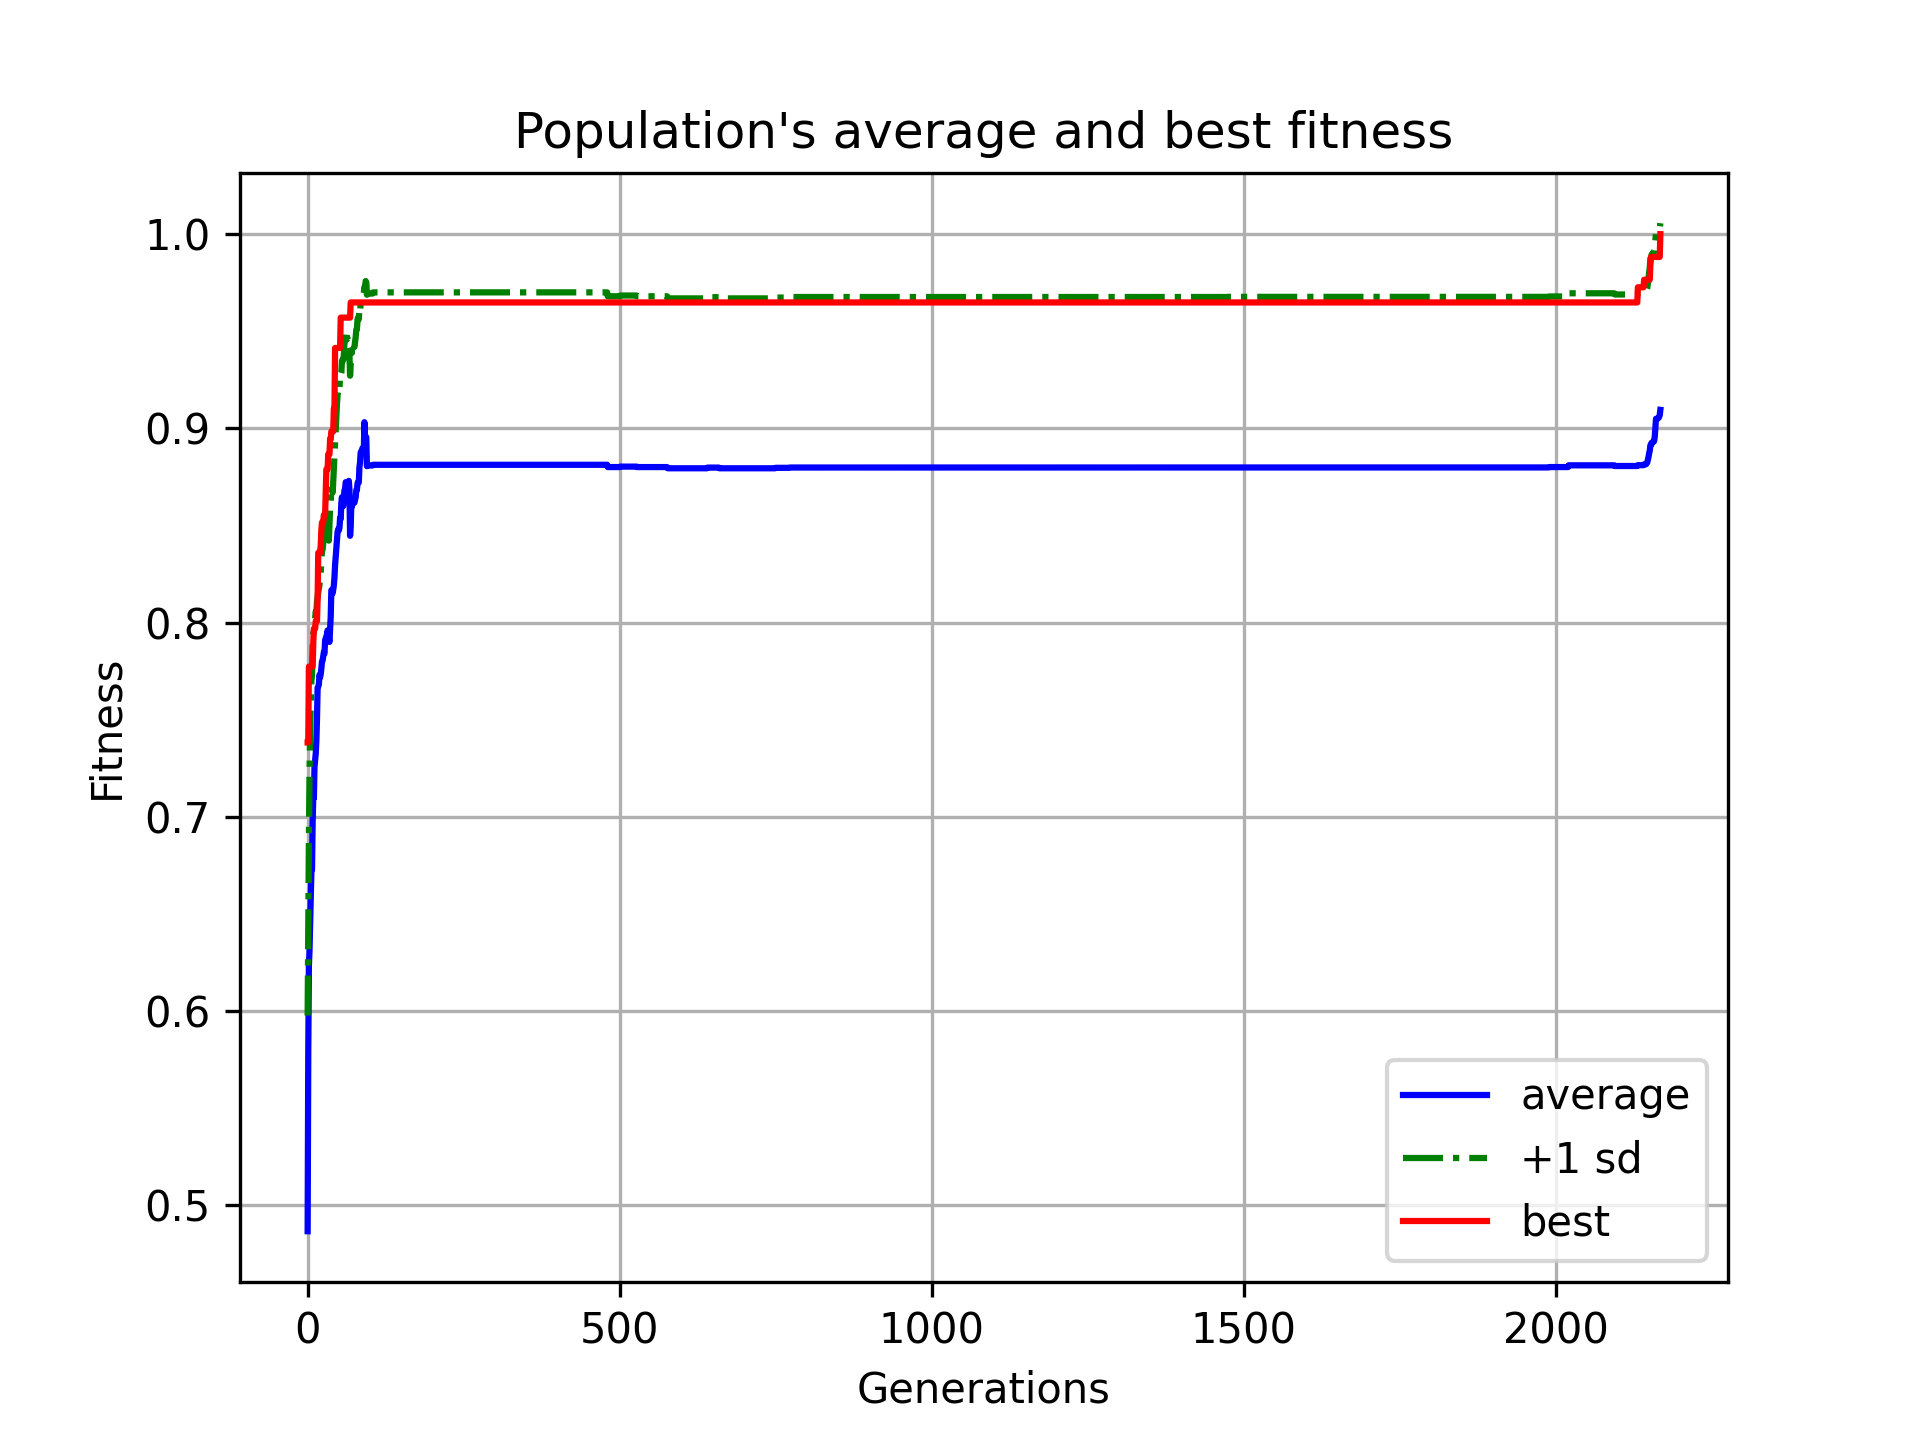 Population's average and best fitness
1.0
0.9
0.8
0.7
0.6
0.5
Fitness
average
+1 sd
best
0 500 1000 1500 2000
Generations